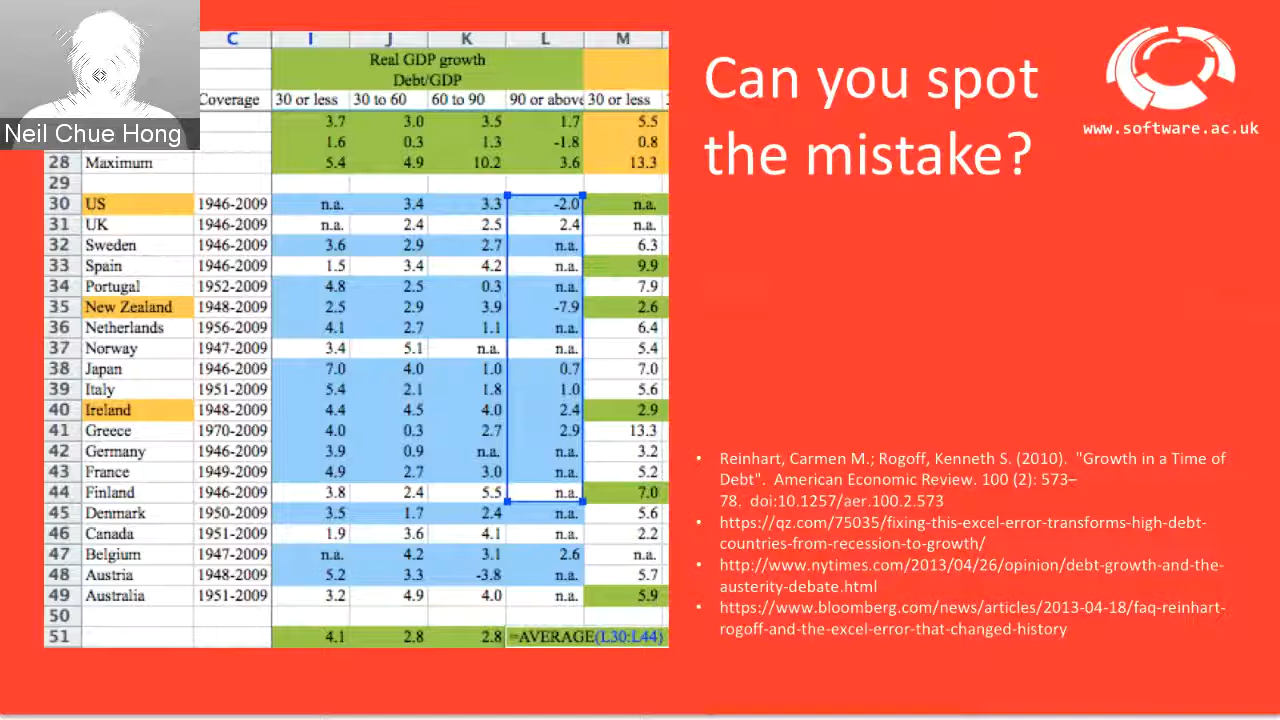 Neil Chue Hong
C I J K L M
Real GDP growth
Debt/GDP
Coverage 30 or less 30 to 60 60 to 90 90 or above 30 or less
3.7 3.0 3.5 1.7 5.5
1.6 0.3 1.3 -1.8 0.8
28 Maximum 5.4 4.9 10.2 3.6 13.3
29
30 US 1946-2009 n.a. 3.4 3.3 -2.0 n.a.
31 UK 1946-2009 n.a. 2.4 2.5 2.4 n.a.
32 Sweden 1946-2009 3.6 2.9 2.7 n.a. 6.3
33 Spain 1946-2009 1.5 3.4 4.2 n.a. 9.9
34 Portugal 1952-2009 4.8 2.5 0.3 n.a. 7.9
35 New Zealand 1948-2009 2.5 2.9 3.9 -7.9 2.6
36 Netherlands 1956-2009 4.1 2.7 1.1 n.a. 6.4
37 Norway 1947-2009 3.4 5.1 n.a. n.a. 5.4
38 Japan 1946-2009 7.0 4.0 1.0 0.7 7.0
39 Italy 1951-2009 5.4 2.1 1.8 1.0 5.6
40 Ireland 1948-2009 4.4 4.5 4.0 2.4 2.9
41 Greece 1970-2009 4.0 0.3 2.7 2.9 13.3
42 Germany 1946-2009 3.9 0.9 n.a. n.a. 3.2
43 France 1949-2009 4.9 2.7 3.0 n.a. 5.2
44 Finland 1946-2009 3.8 2.4 5.5 n.a. 7.0
45 Denmark 1950-2009 3.5 1.7 2.4 n.a. 5.6
46 Canada 1951-2009 1.9 3.6 4.1 n.a. 2.2
47 Belgium 1947-2009 n.a. 4.2 3.1 2.6 n.a.
48 Austria 1948-2009 5.2 3.3 -3.8 n.a. 5.7
49 Australia 1951-2009 3.2 4.9 4.0 n.a. 5.9
50
51 4.1 2.8 2.8 =AVERAGE(L30:L44)
Can you spot
the mistake?
www.software.ac.uk
• Reinhart, Carmen M.; Rogoff, Kenneth S. (2010). "Growth in a Time of
Debt". American Economic Review. 100 (2): 573–
78. doi:10.1257/aer.100.2.573
• https://qz.com/75035/fixing-this-excel-error-transforms-high-debt-
countries-from-recession-to-growth/
• http://www.nytimes.com/2013/04/26/opinion/debt-growth-and-the-
austerity-debate.html
• https://www.bloomberg.com/news/articles/2013-04-18/faq-reinhart-
rogoff-and-the-excel-error-that-changed-history